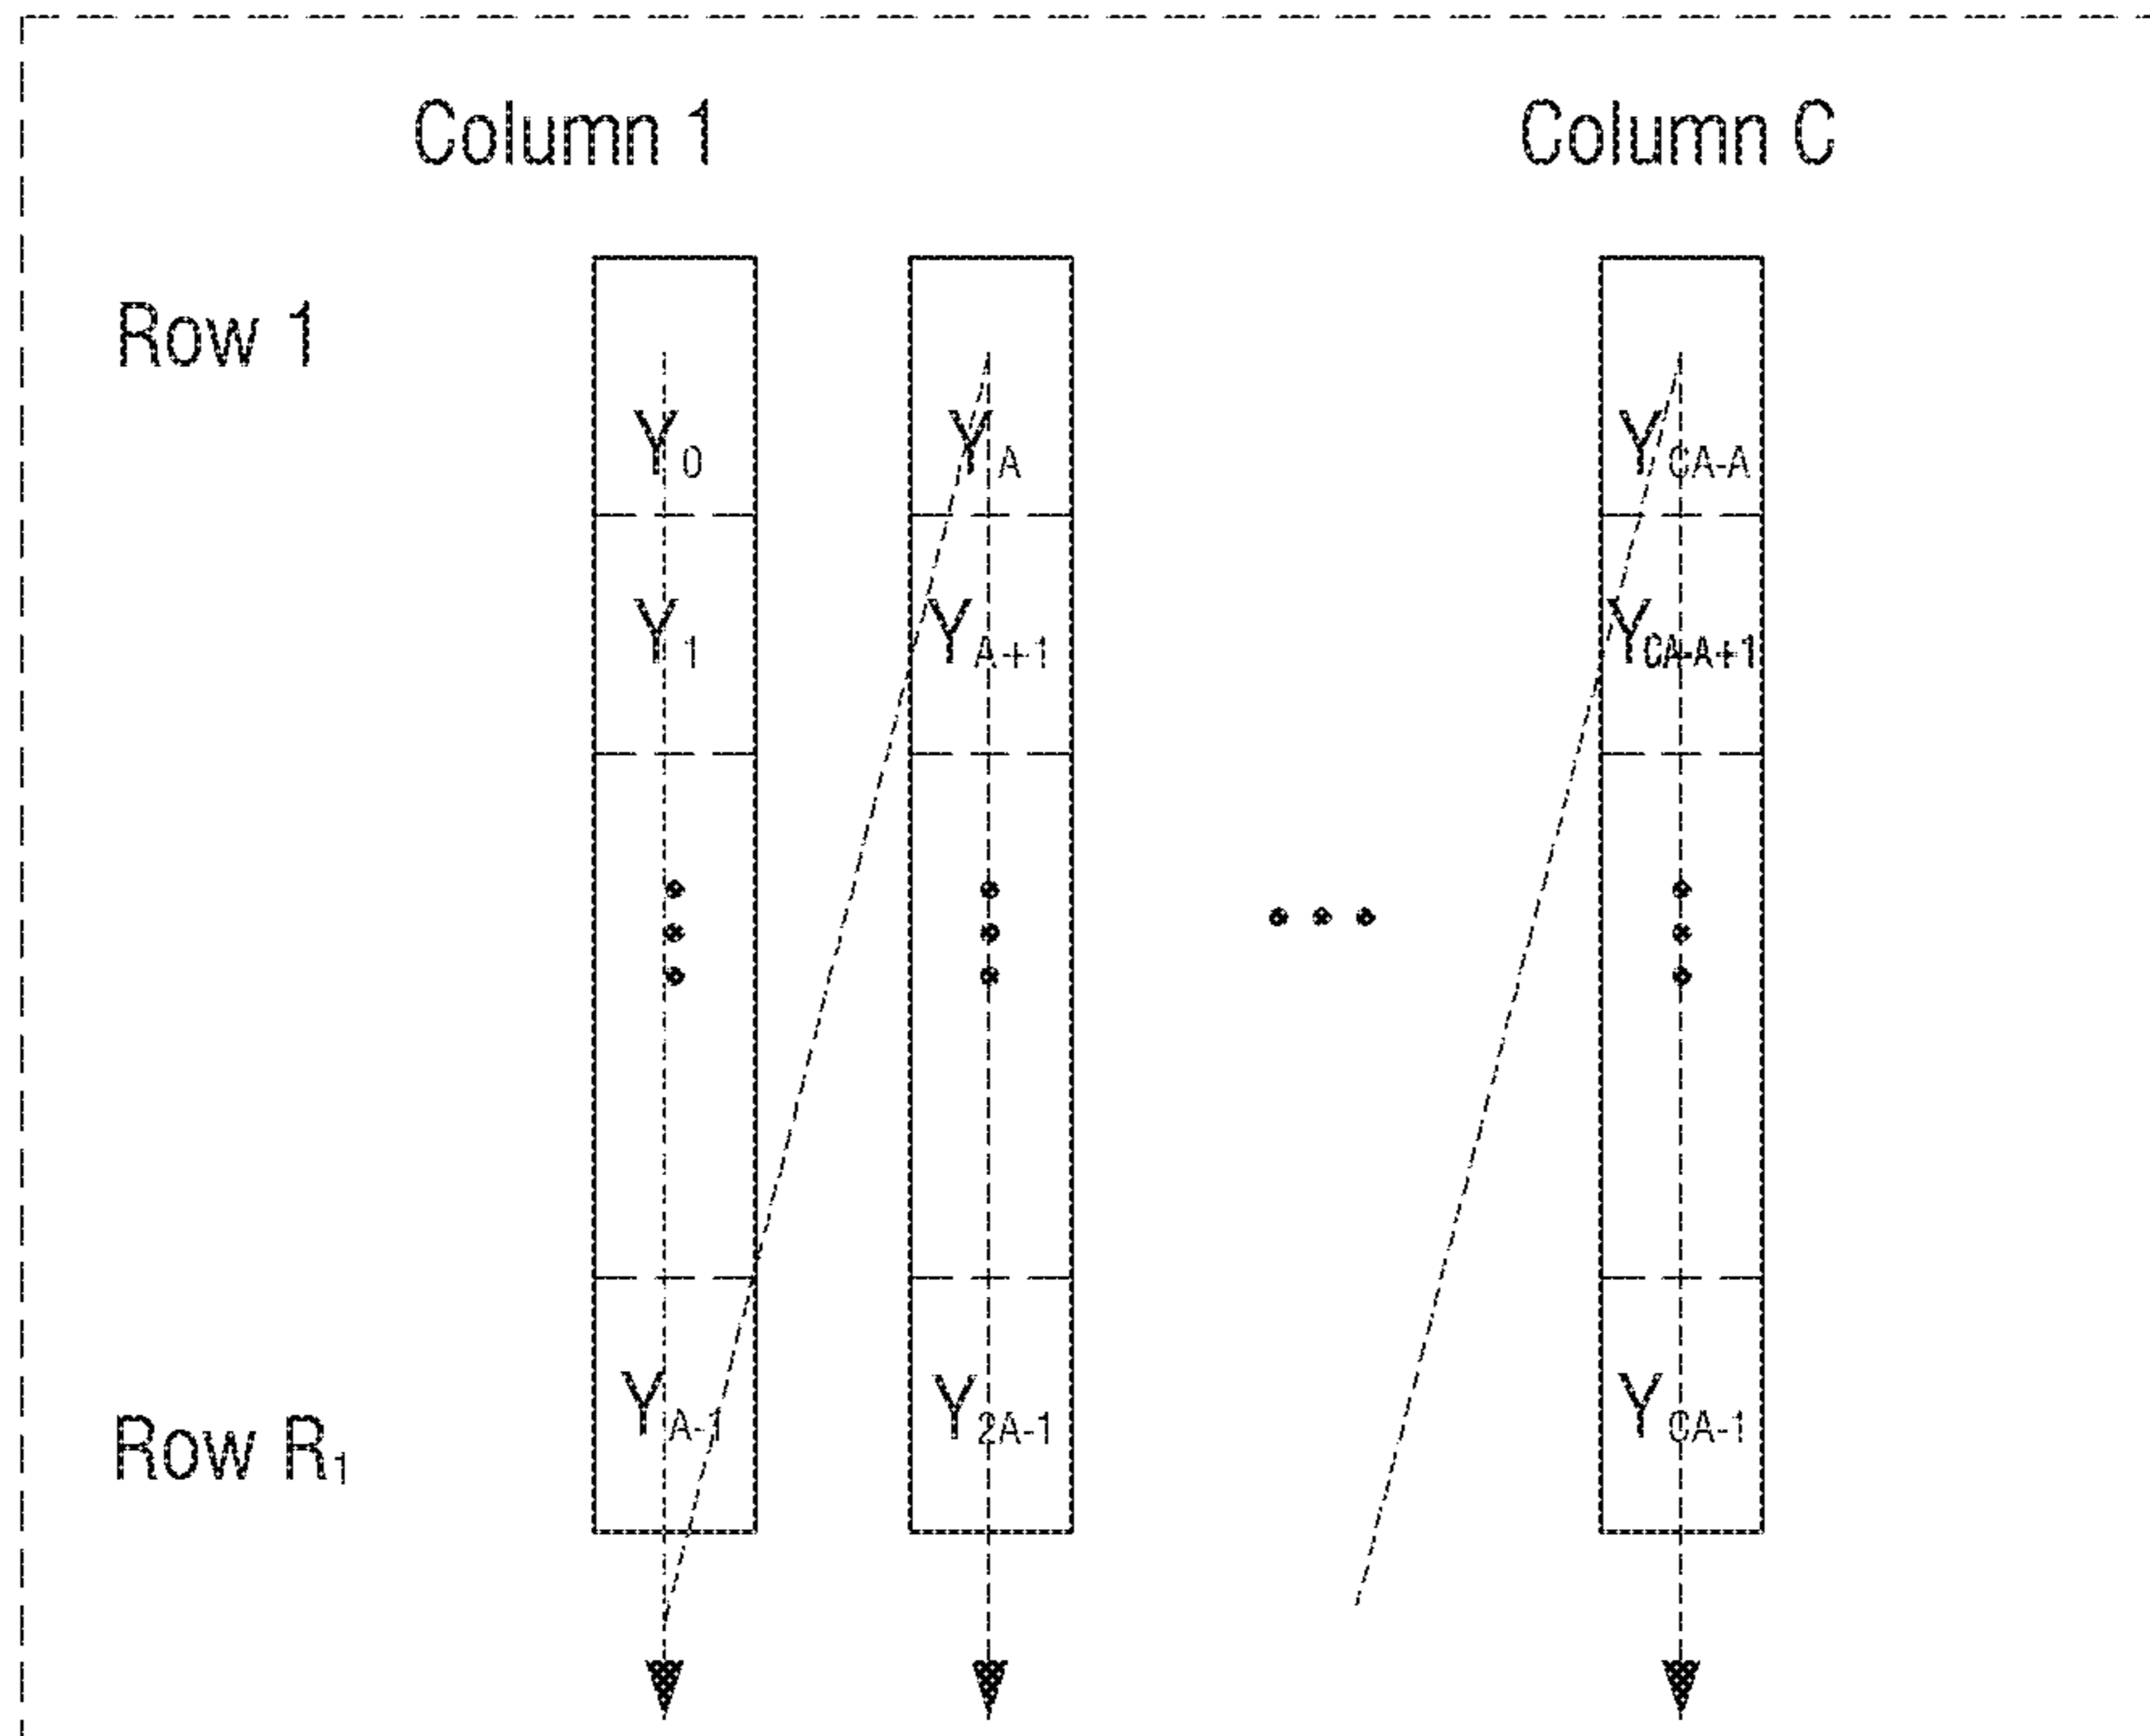 Column 1 Column C
Row 1
Y0 YA YCA-A
Y1 YA+1 YCA-A+1
YA-1 Y2A-1 YCA-1
Row R1